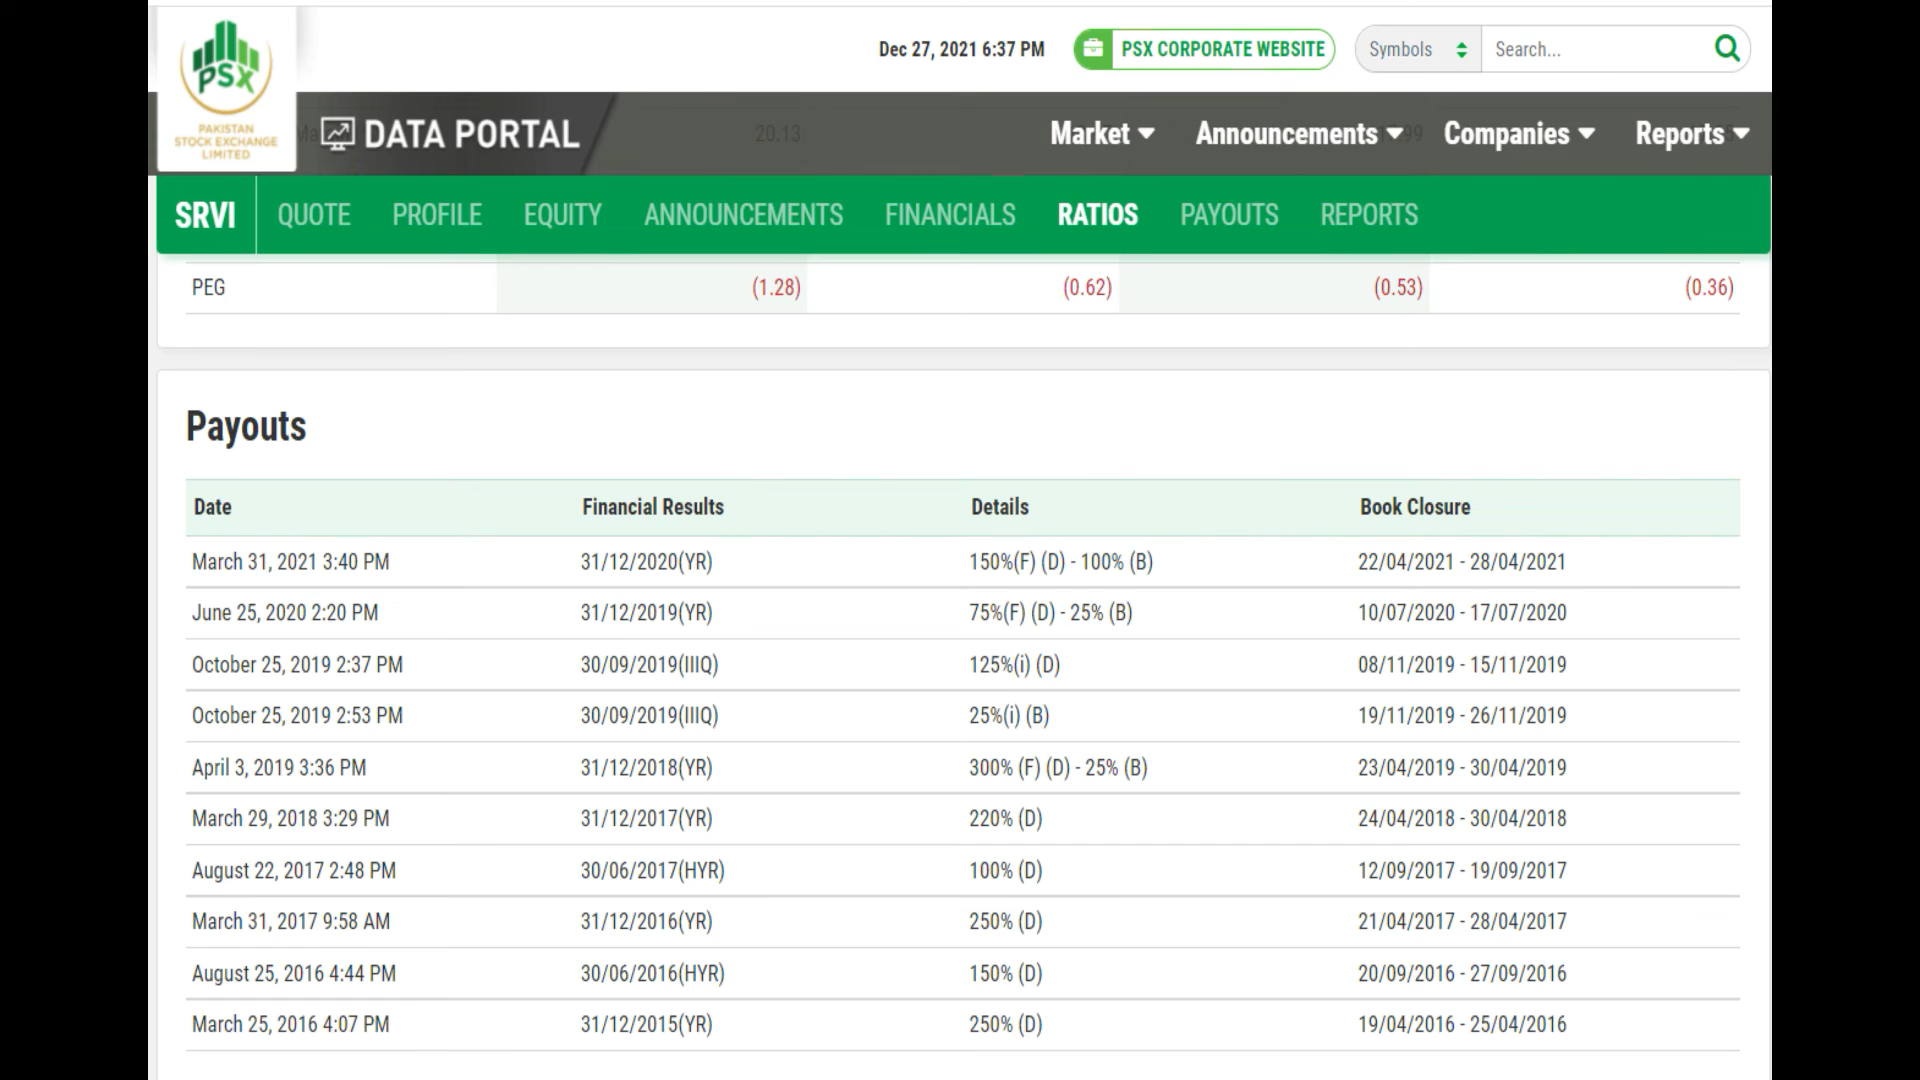 Dec 27, 2021 6:37 PM
PSX CORPORATE WEBSITE
Symbols
Search...
PSX
PAKISTAN
STOCK EXCHANGE
LIMITED
DATA PORTAL
20.13
Market
Announcements
Companies
Reports
SRVI QUOTE PROFILE EQUITY ANNOUNCEMENTS FINANCIALS RATIOS PAYOUTS REPORTS
PEG (1.28) (0.62) (0.53) (0.36)
Payouts
Date Financial Results Details Book Closure
March 31, 2021 3:40 PM 31/12/2020(YR) 150%(F) (D) - 100% (B) 22/04/2021 - 28/04/2021
June 25, 2020 2:20 PM 31/12/2019(YR) 75%(F) (D) - 25% (B) 10/07/2020 - 17/07/2020
October 25, 2019 2:37 PM 30/09/2019(IIIQ) 125%(i) (D) 08/11/2019 - 15/11/2019
October 25, 2019 2:53 PM 30/09/2019(IIIQ) 25%(i) (B) 19/11/2019 - 26/11/2019
April 3, 2019 3:36 PM 31/12/2018(YR) 300% (F) (D) - 25% (B) 23/04/2019 - 30/04/2019
March 29, 2018 3:29 PM 31/12/2017(YR) 220% (D) 24/04/2018 - 30/04/2018
August 22, 2017 2:48 PM 30/06/2017(HYR) 100% (D) 12/09/2017 - 19/09/2017
March 31, 2017 9:58 AM 31/12/2016(YR) 250% (D) 21/04/2017 - 28/04/2017
August 25, 2016 4:44 PM 30/06/2016(HYR) 150% (D) 20/09/2016 - 27/09/2016
March 25, 2016 4:07 PM 31/12/2015(YR) 250% (D) 19/04/2016 - 25/04/2016